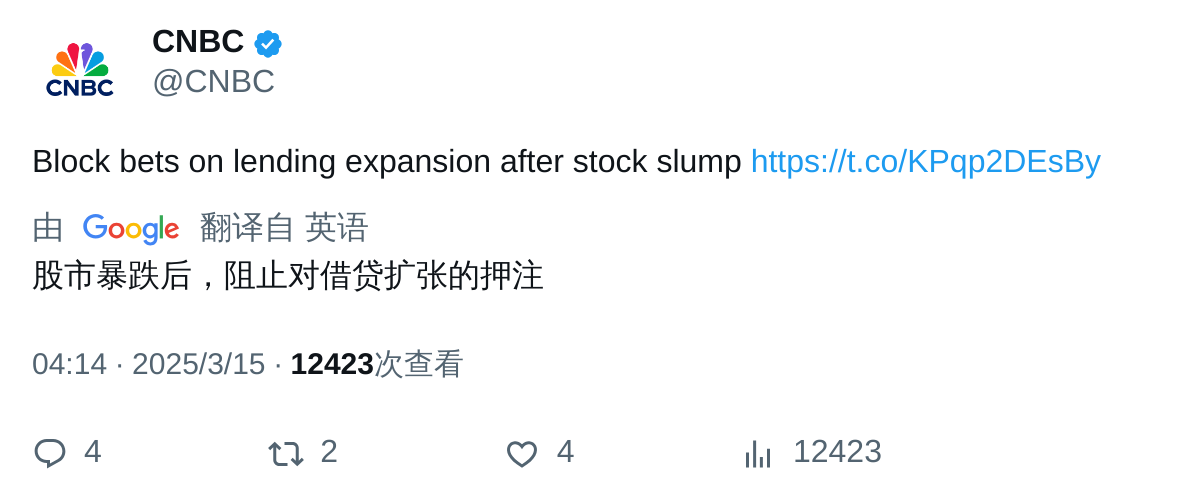 CNBC
CNBC
@CNBC
Block bets on lending expansion after stock slump https://t.co/KPqp2DEsBy
由 Google 翻译自 英语
股市暴跌后，阻止对借贷扩张的押注
04:14 · 2025/3/15 · 12423次查看
4 2 4 12423